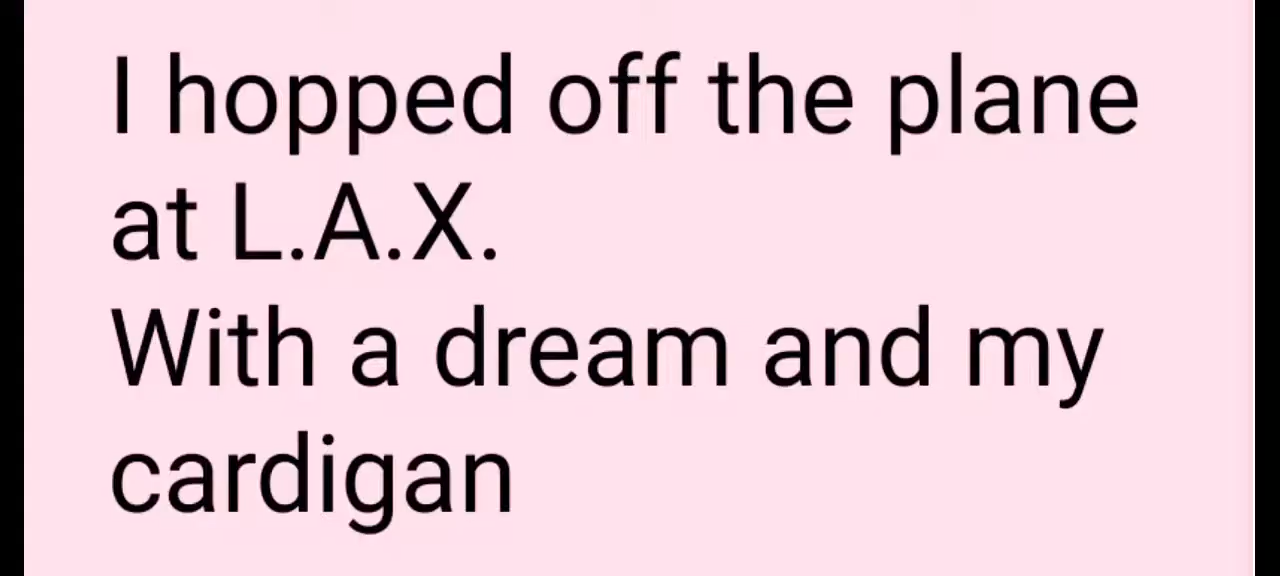 I hopped off the plane
at L.A.X.
With a dream and my
cardigan